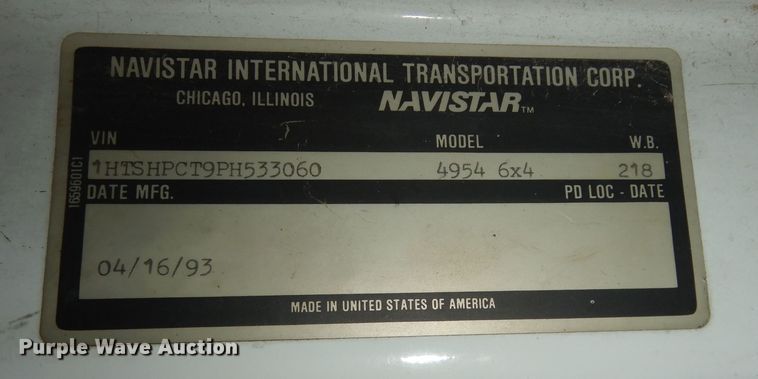 NAVISTAR INTERNATIONAL TRANSPORTATION CORP.
CHICAGO, ILLINOIS NAVISTAR™
VIN MODEL W.B.
1HTSHPCT9PH533060 4954 6x4 218
DATE MFG. PD LOC - DATE
04/16/93
MADE IN UNITED STATES OF AMERICA
1659601C1
Purple Wave Auction